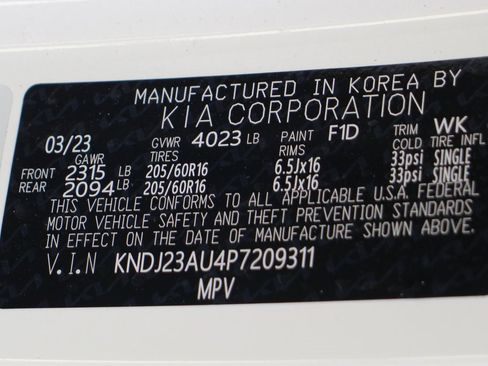 MANUFACTURED IN KOREA BY
KIA CORPORATION
03/23 GVWR 4023 LB PAINT F1D TRIM WK
GAWR TIRES RIMS COLD TIRE INFL
FRONT 2315 LB 205/60R16 6.5Jx16 33psi SINGLE
REAR 2094 LB 205/60R16 6.5Jx16 33psi SINGLE
THIS VEHICLE CONFORMS TO ALL APPLICABLE U.S.A. FEDERAL
MOTOR VEHICLE SAFETY AND THEFT PREVENTION STANDARDS
IN EFFECT ON THE DATE OF MANUFACTURE SHOWN ABOVE.
V.I.N KNDJ23AU4P7209311
MPV